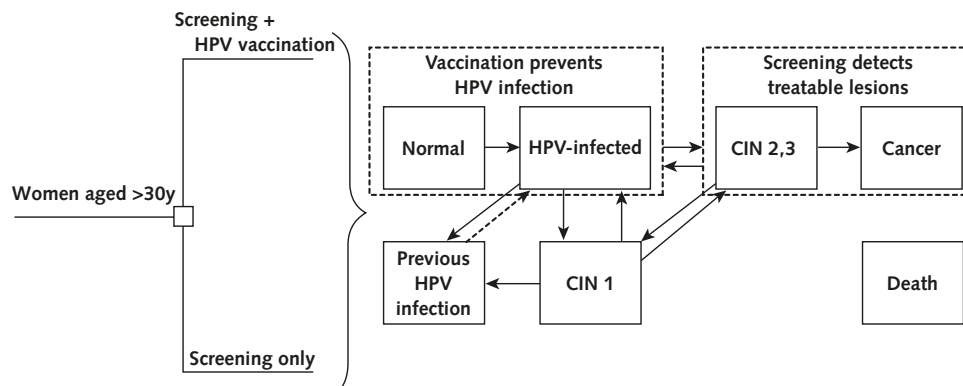 Screening +
HPV vaccination
Women aged >30y
Screening only
Vaccination prevents
HPV infection
Normal
HPV-infected
Screening detects
treatable lesions
CIN 2,3
Cancer
Previous
HPV
infection
CIN 1
Death